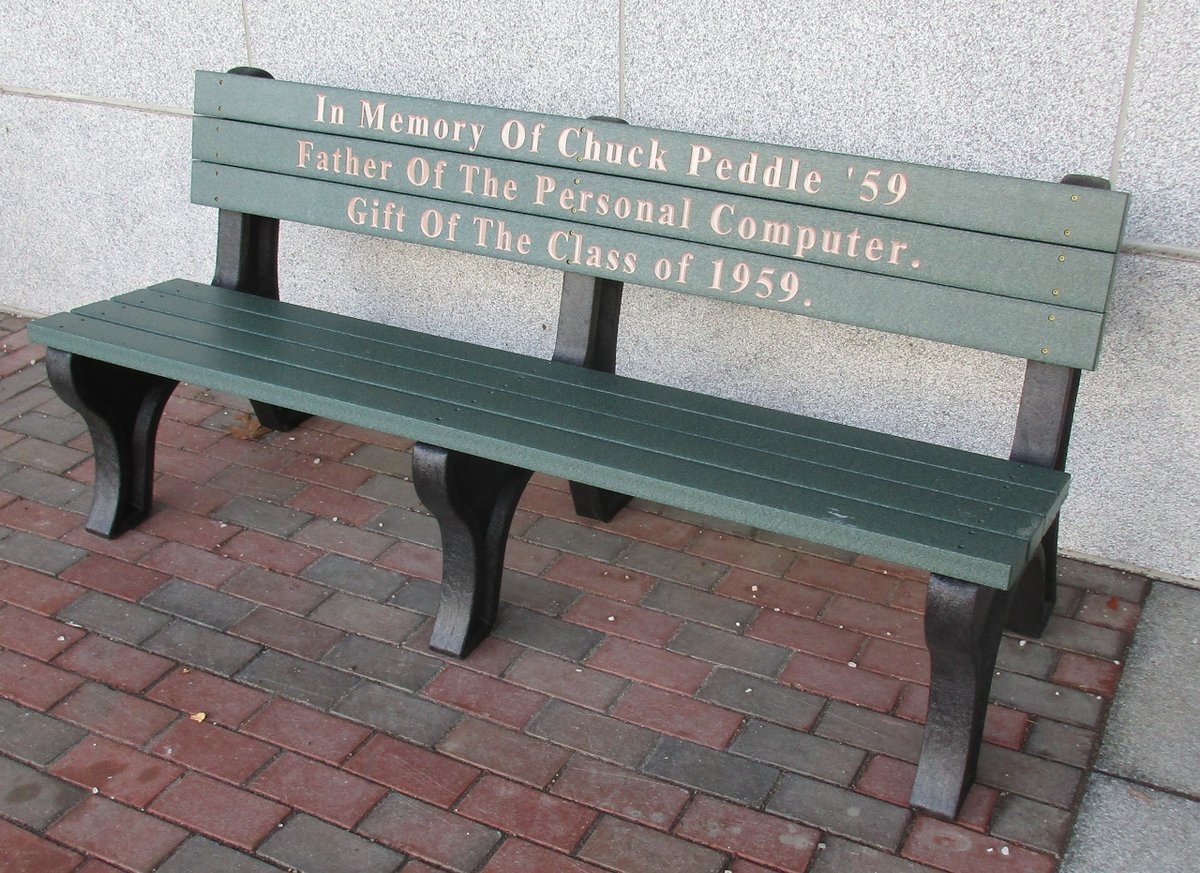 In Memory Of Chuck Peddle '59
Father Of The Personal Computer.
Gift Of The Class of 1959.